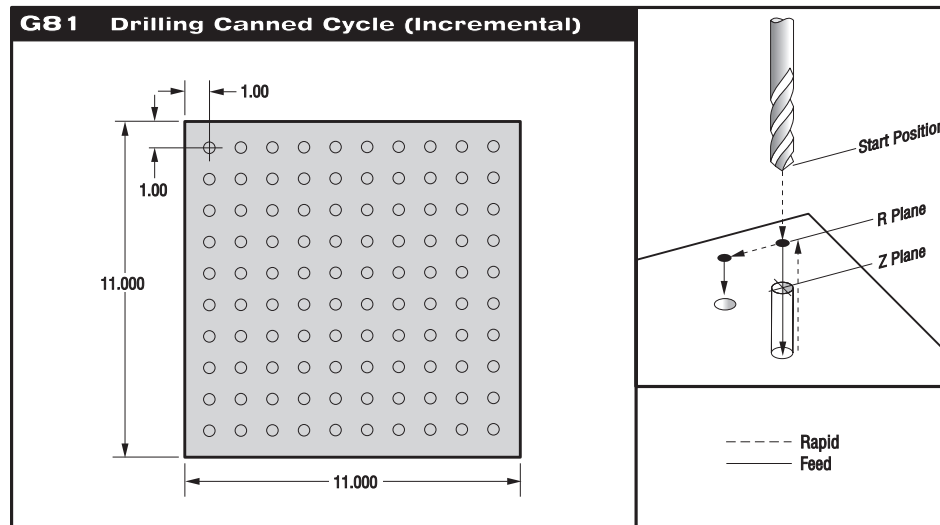 G81 Drilling Canned Cycle (Incremental)
1.00
1.00
11.000
11.000
Start Position
R Plane
Z Plane
Rapid
Feed